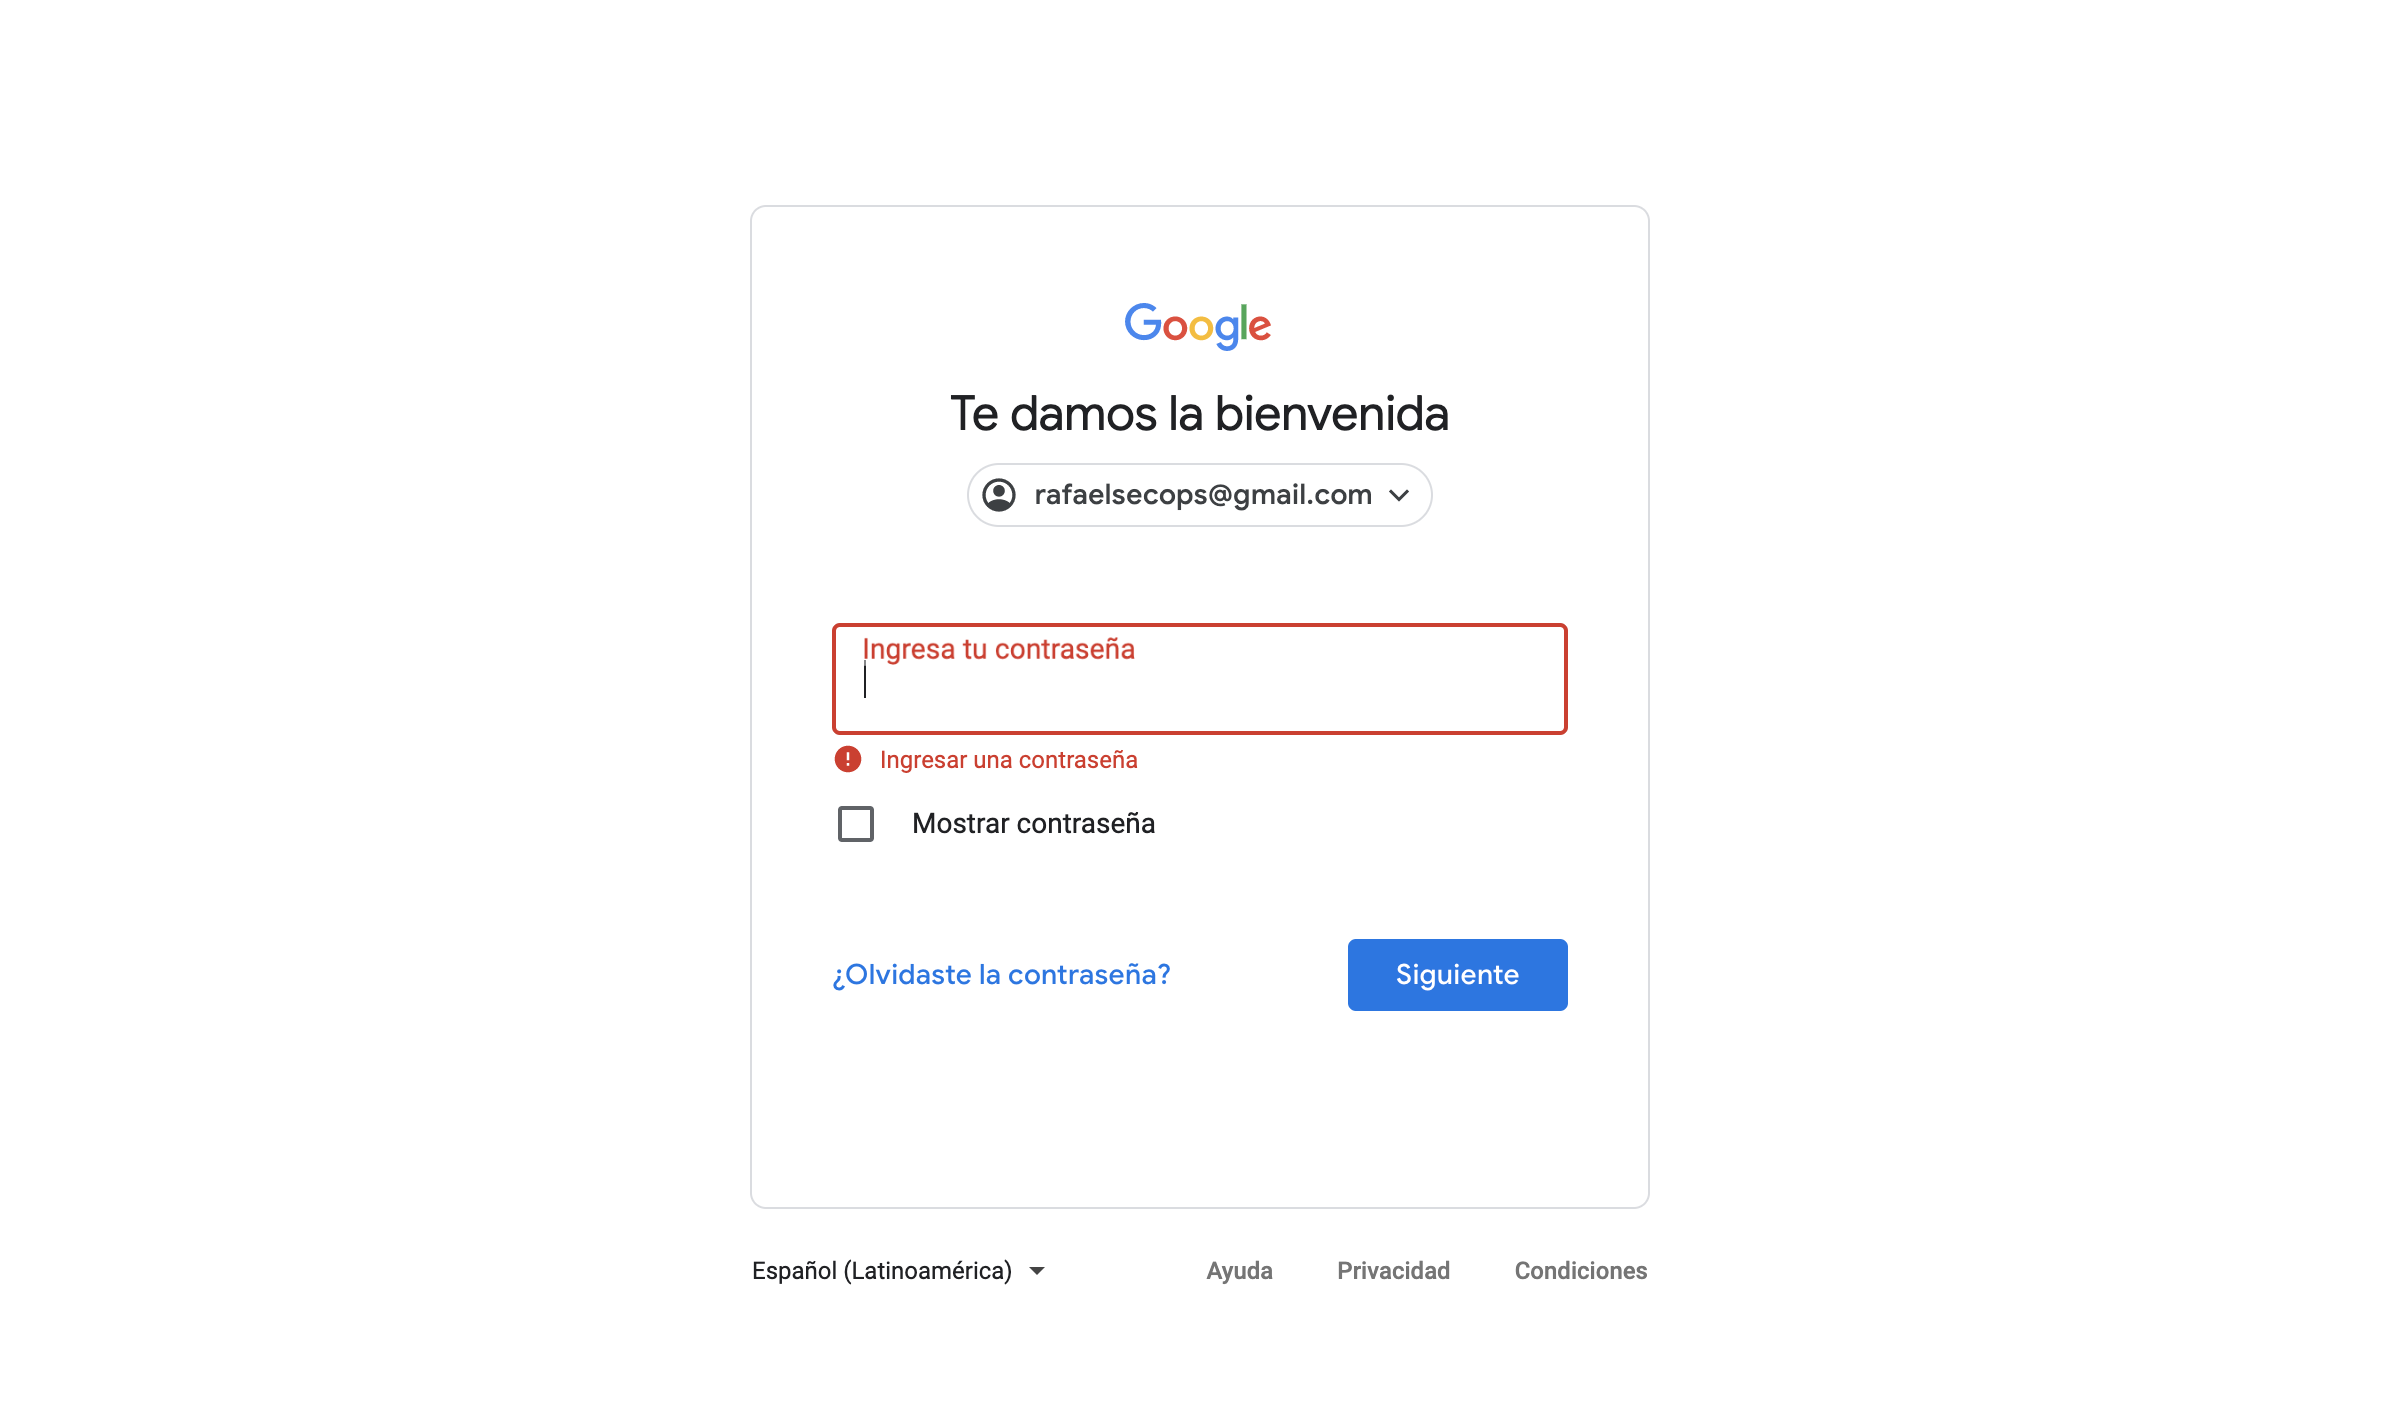 Google
Te damos la bienvenida
rafaelsecops@gmail.com
Ingresa tu contraseña
Ingresar una contraseña
Mostrar contraseña
¿Olvidaste la contraseña?
Siguiente
Español (Latinoamérica)
Ayuda
Privacidad
Condiciones